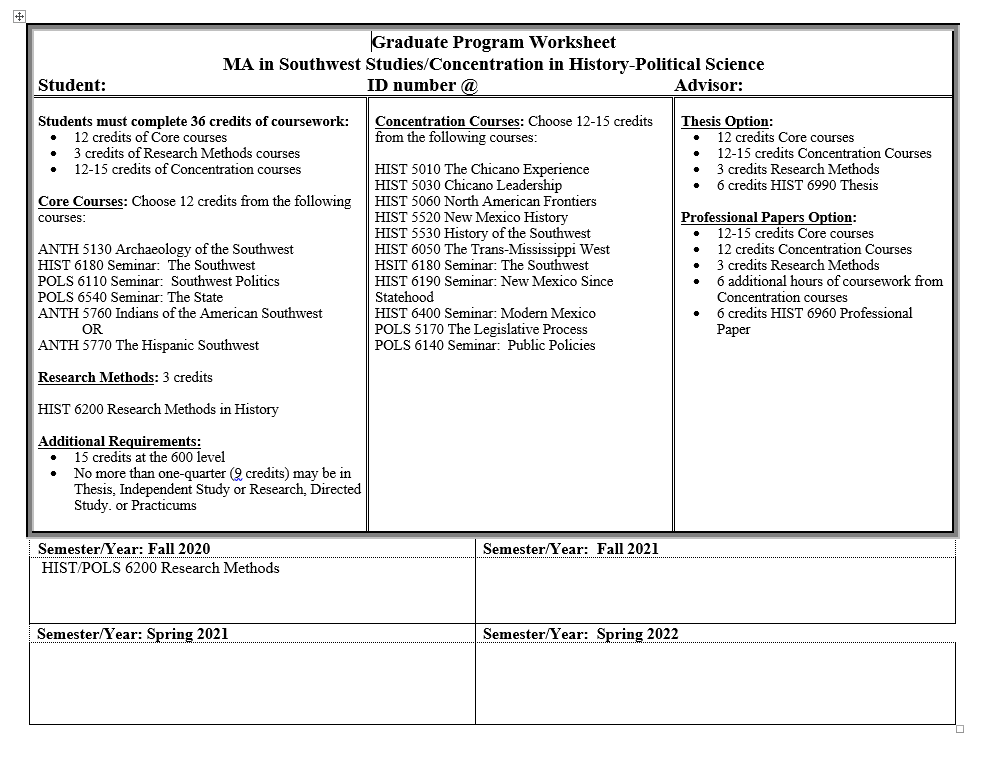 Graduate Program Worksheet
MA in Southwest Studies/Concentration in History-Political Science
Student: ID number @ Advisor:
Students must complete 36 credits of coursework:
• 12 credits of Core courses
• 3 credits of Research Methods courses
• 12-15 credits of Concentration courses
Core Courses: Choose 12 credits from the following
courses:
ANTH 5130 Archaeology of the Southwest
HIST 6180 Seminar: The Southwest
POLS 6110 Seminar: Southwest Politics
POLS 6540 Seminar: The State
ANTH 5760 Indians of the American Southwest
OR
ANTH 5770 The Hispanic Southwest
Research Methods: 3 credits
HIST 6200 Research Methods in History
Additional Requirements:
• 15 credits at the 600 level
• No more than one-quarter (9 credits) may be in
Thesis, Independent Study or Research, Directed
Study. or Practicums
Concentration Courses: Choose 12-15 credits
from the following courses:
HIST 5010 The Chicano Experience
HIST 5030 Chicano Leadership
HIST 5060 North American Frontiers
HIST 5520 New Mexico History
HIST 5530 History of the Southwest
HIST 6050 The Trans-Mississippi West
HSIT 6180 Seminar: The Southwest
HIST 6190 Seminar: New Mexico Since
Statehood
HIST 6400 Seminar: Modern Mexico
POLS 5170 The Legislative Process
POLS 6140 Seminar: Public Policies
Thesis Option:
• 12 credits Core courses
• 12-15 credits Concentration Courses
• 3 credits Research Methods
• 6 credits HIST 6990 Thesis
Professional Papers Option:
• 12-15 credits Core courses
• 12 credits Concentration Courses
• 3 credits Research Methods
• 6 additional hours of coursework from
Concentration courses
• 6 credits HIST 6960 Professional
Paper
Semester/Year: Fall 2020
HIST/POLS 6200 Research Methods
Semester/Year: Fall 2021
Semester/Year: Spring 2021
Semester/Year: Spring 2022